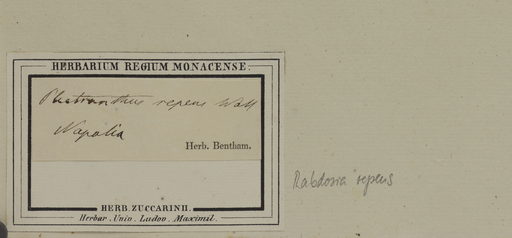 HERBARIUM REGIUM MONACENSE.
Plectranthus repens Wall
Napalia
Herb. Bentham.
HERB. ZUCCARINII.
Herbar. Univ. Ludov. Maximil.
Rabdosia repens